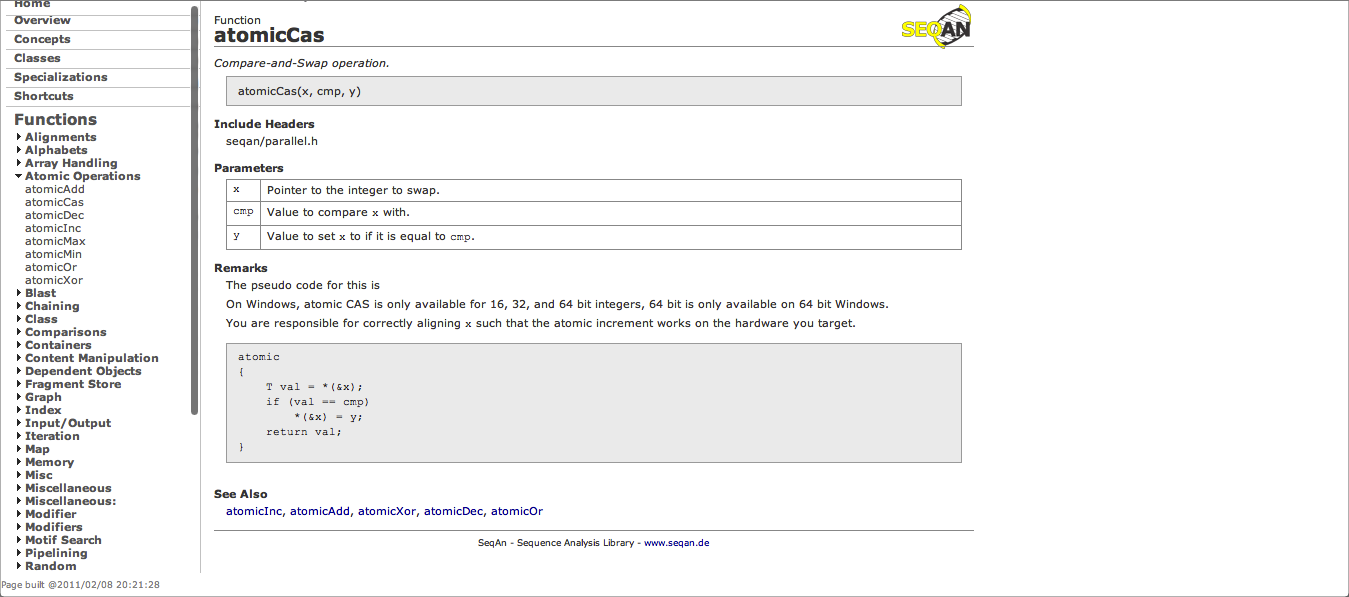 Home
Overview
Concepts
Classes
Specializations
Shortcuts
Functions
Alignments
Alphabets
Array Handling
Atomic Operations
atomicAdd
atomicCas
atomicDec
atomicInc
atomicMax
atomicMin
atomicOr
atomicXor
Blast
Chaining
Class
Comparisons
Containers
Content Manipulation
Dependent Objects
Fragment Store
Graph
Index
Input/Output
Iteration
Map
Memory
Misc
Miscellaneous
Miscellaneous:
Modifier
Modifiers
Motif Search
Pipelining
Random
Page built @2011/02/08 20:21:28
Function
atomicCas
SEQAN
Compare-and-Swap operation.
atomicCas(x, cmp, y)
Include Headers
seqan/parallel.h
Parameters
x Pointer to the integer to swap.
cmp Value to compare x with.
y Value to set x to if it is equal to cmp.
Remarks
The pseudo code for this is
On Windows, atomic CAS is only available for 16, 32, and 64 bit integers, 64 bit is only available on 64 bit Windows.
You are responsible for correctly aligning x such that the atomic increment works on the hardware you target.
atomic
{
    T val = *(&x);
    if (val == cmp)
        *(&x) = y;
    return val;
}
See Also
atomicInc, atomicAdd, atomicXor, atomicDec, atomicOr
SeqAn - Sequence Analysis Library - www.seqan.de